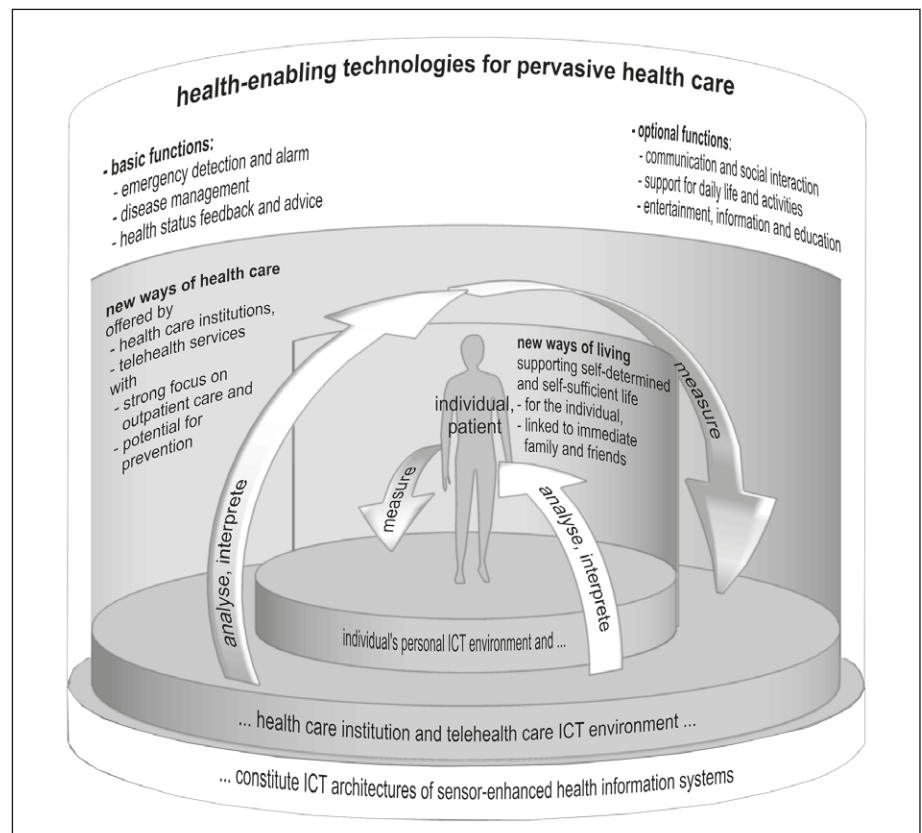 health-enabling technologies for pervasive health care
- basic functions:
- emergency detection and alarm
- disease management
- health status feedback and advice
- optional functions:
- communication and social interaction
- support for daily life and activities
- entertainment, information and education
new ways of health care
offered by
- health care institutions,
- telehealth services
with
- strong focus on
outpatient care and
- potential for
prevention
new ways of living
supporting self-determined
and self-sufficient life
- for the individual,
- linked to immediate
family and friends
individual,
patient
measure
measure
analyse, interprete
analyse, interprete
individual's personal ICT environment and ...
... health care institution and telehealth care ICT environment ...
... constitute ICT architectures of sensor-enhanced health information systems